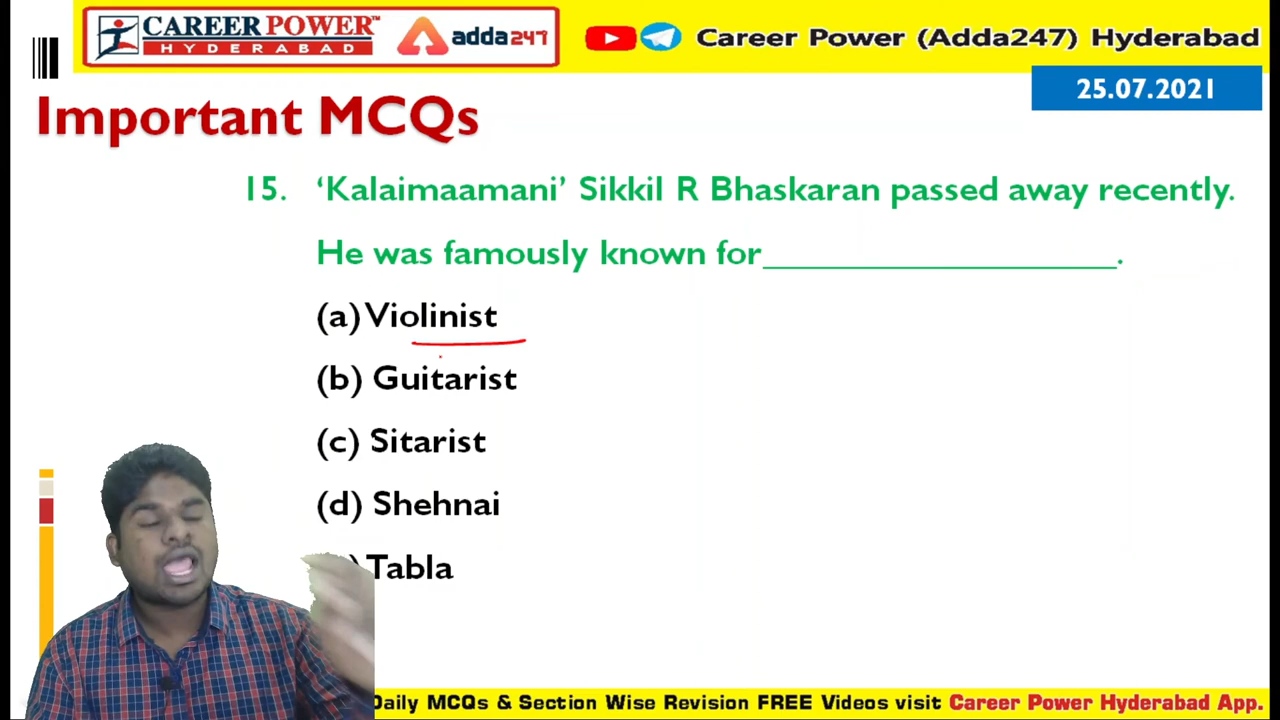 CAREER POWER™
HYDERABAD
adda247
Career Power (Adda247) Hyderabad
25.07.2021
Important MCQs
15. ‘Kalaimaamani’ Sikkil R Bhaskaran passed away recently.
He was famously known for____________________.
(a) Violinist
(b) Guitarist
(c) Sitarist
(d) Shehnai
) Tabla
Daily MCQs & Section Wise Revision FREE Videos visit Career Power Hyderabad App.